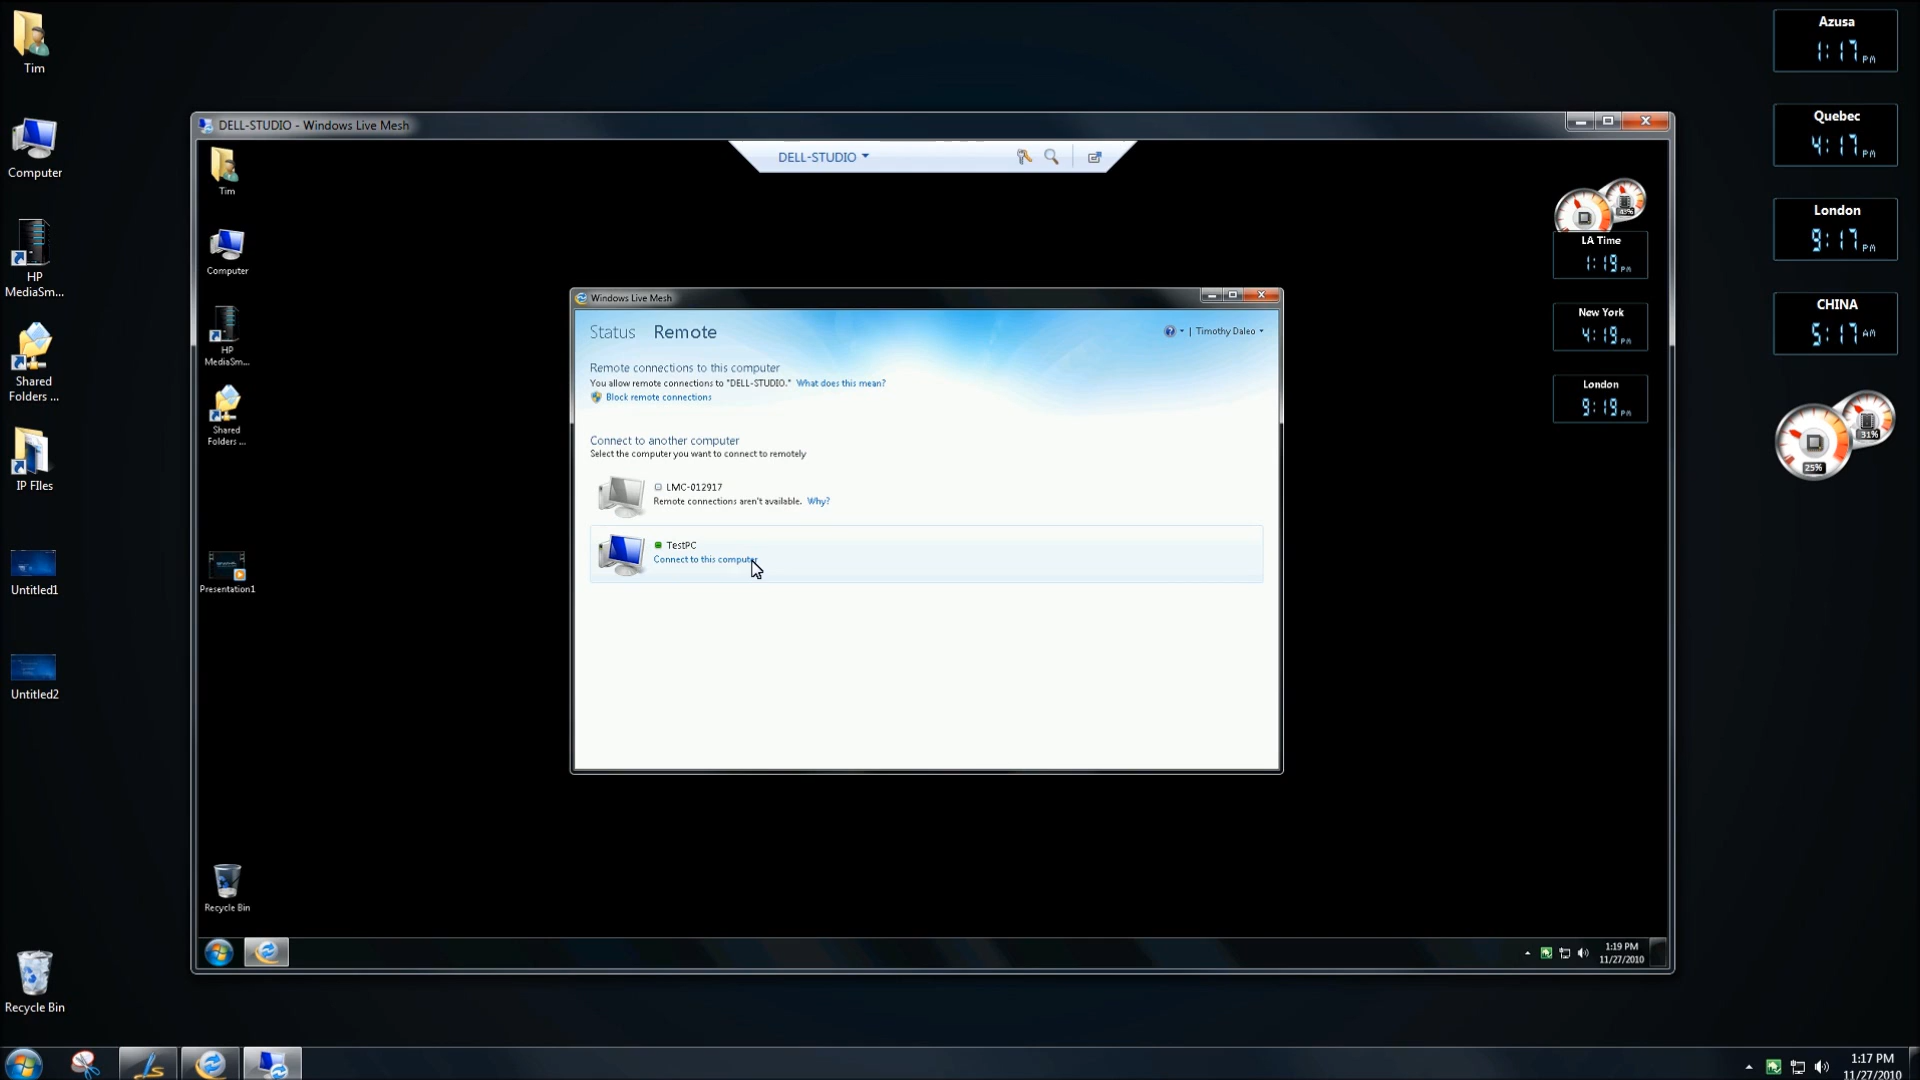 Tim
Computer
HP
MediaSm...
Shared
Folders ...
IP FIles
Untitled1
Untitled2
Recycle Bin
DELL-STUDIO - Windows Live Mesh
DELL-STUDIO
Tim
Computer
HP
MediaSm...
Shared
Folders ...
Presentation1
Recycle Bin
Windows Live Mesh
Status Remote
Timothy Daleo
Remote connections to this computer
You allow remote connections to "DELL-STUDIO." What does this mean?
Block remote connections
Connect to another computer
Select the computer you want to connect to remotely
LMC-012917
Remote connections aren't available. Why?
TestPC
Connect to this computer
43%
LA Time
1:19 PM
New York
4:19 PM
London
9:19 PM
1:19 PM
11/27/2010
Azusa
1:17 PM
Quebec
4:17 PM
London
9:17 PM
CHINA
5:17 AM
31%
25%
1:17 PM
11/27/2010